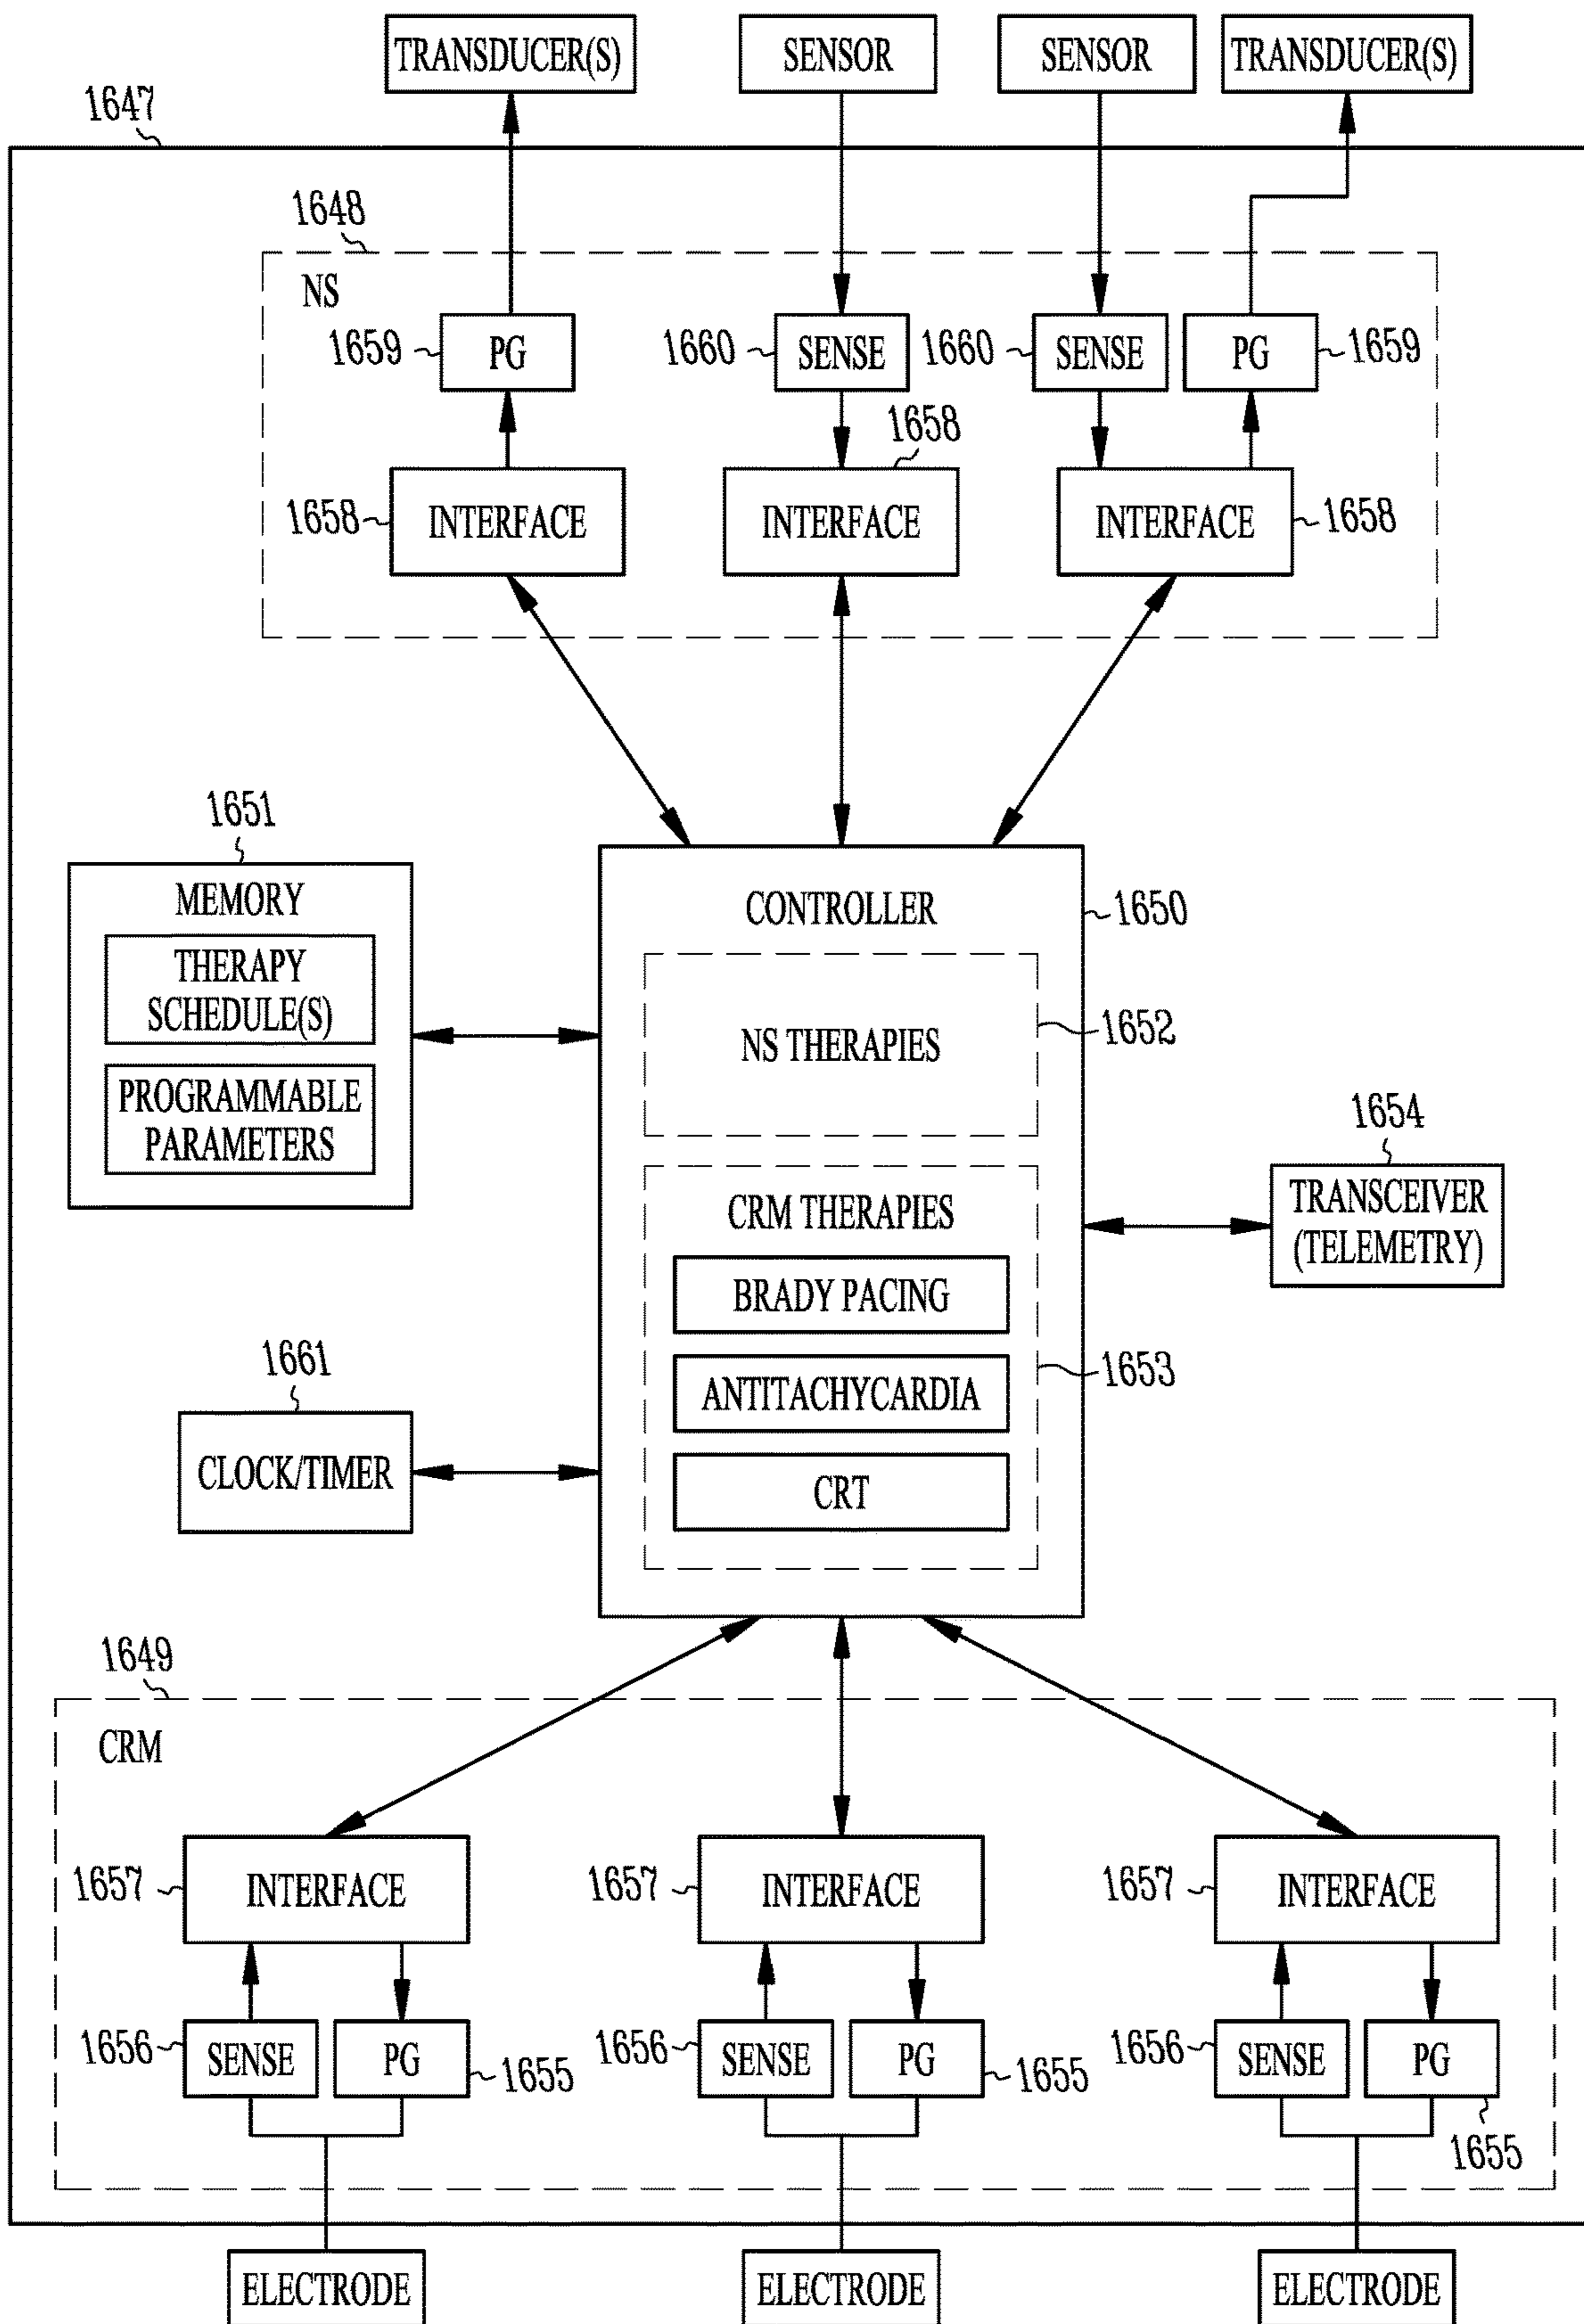 TRANSDUCER(S)
SENSOR
SENSOR
TRANSDUCER(S)
1647
1648
NS
1659
PG
1660
SENSE
1660
SENSE
PG
1659
1658
1658
INTERFACE
INTERFACE
INTERFACE
1658
1651
MEMORY
THERAPY
SCHEDULE(S)
PROGRAMMABLE
PARAMETERS
CONTROLLER
1650
NS THERAPIES
1652
1654
TRANSCEIVER
(TELEMETRY)
CRM THERAPIES
BRADY PACING
ANTITACHYCARDIA
1653
CRT
1661
CLOCK/TIMER
1649
CRM
1657
INTERFACE
1657
INTERFACE
1657
INTERFACE
1656
SENSE
PG
1655
1656
SENSE
PG
1655
1656
SENSE
PG
1655
ELECTRODE
ELECTRODE
ELECTRODE